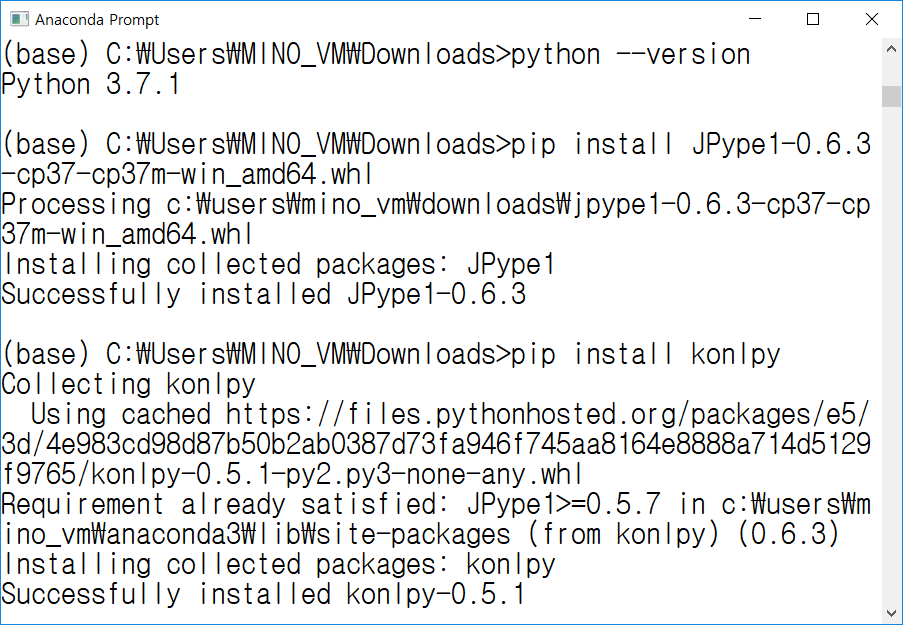 Anaconda Prompt
(base) C:₩Users₩MINO_VM₩Downloads>python --version
Python 3.7.1
(base) C:₩Users₩MINO_VM₩Downloads>pip install JPype1-0.6.3
-cp37-cp37m-win_amd64.whl
Processing c:₩users₩mino_vm₩downloads₩jpype1-0.6.3-cp37-cp
37m-win_amd64.whl
Installing collected packages: JPype1
Successfully installed JPype1-0.6.3
(base) C:₩Users₩MINO_VM₩Downloads>pip install konlpy
Collecting konlpy
  Using cached https://files.pythonhosted.org/packages/e5/
3d/4e983cd98d87b50b2ab0387d73fa946f745aa8164e8888a714d5129
f9765/konlpy-0.5.1-py2.py3-none-any.whl
Requirement already satisfied: JPype1>=0.5.7 in c:₩users₩m
ino_vm₩anaconda3₩lib₩site-packages (from konlpy) (0.6.3)
Installing collected packages: konlpy
Successfully installed konlpy-0.5.1